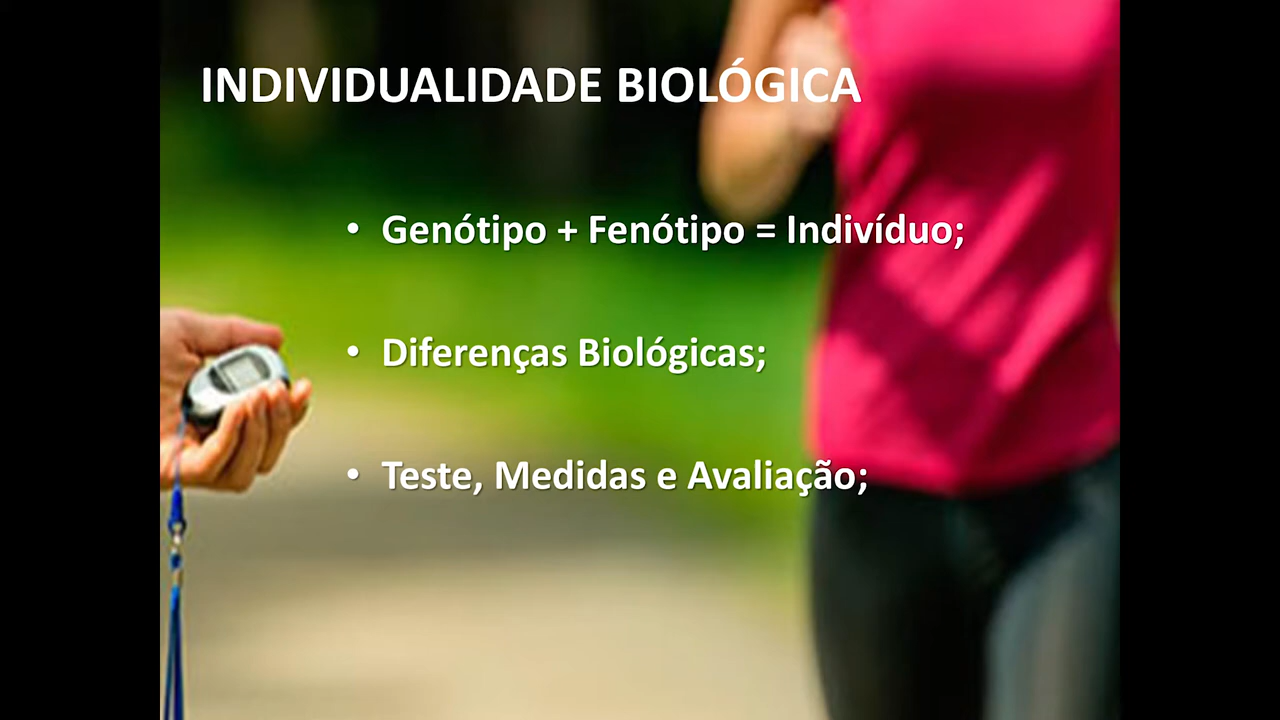 INDIVIDUALIDADE BIOLÓGICA
• Genótipo + Fenótipo = Indivíduo;
• Diferenças Biológicas;
• Teste, Medidas e Avaliação;